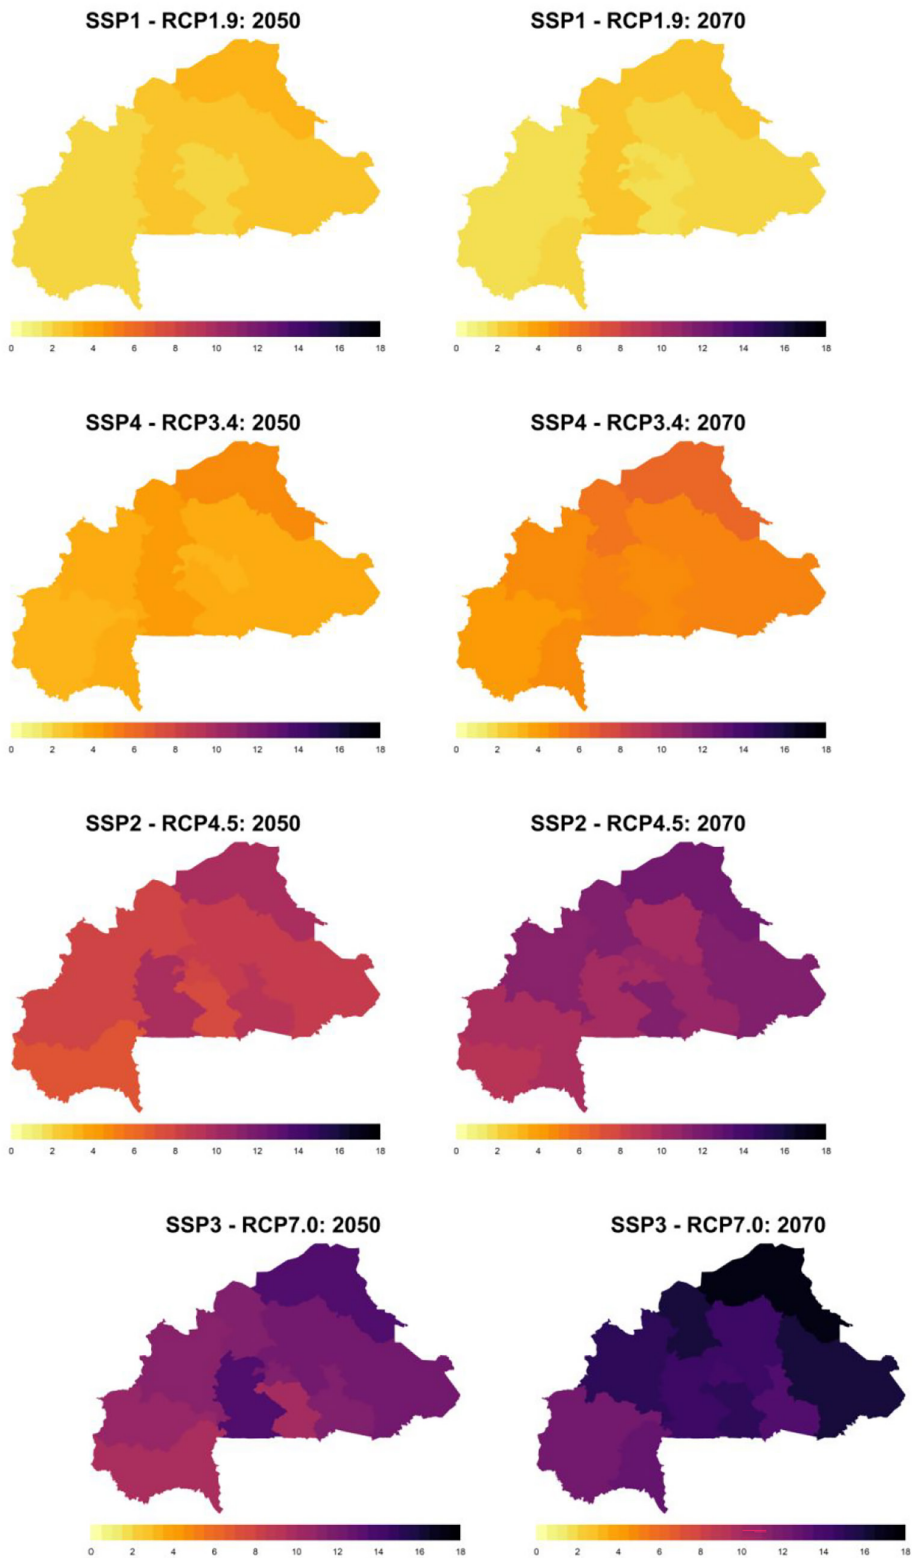 SSP1 - RCP1.9: 2050
SSP1 - RCP1.9: 2070
0 2 4 6 8 10 12 14 16 18
0 2 4 6 8 10 12 14 16 18
SSP4 - RCP3.4: 2050
SSP4 - RCP3.4: 2070
0 2 4 6 8 10 12 14 16 18
0 2 4 6 8 10 12 14 16 18
SSP2 - RCP4.5: 2050
SSP2 - RCP4.5: 2070
0 2 4 6 8 10 12 14 16 18
0 2 4 6 8 10 12 14 16 18
SSP3 - RCP7.0: 2050
SSP3 - RCP7.0: 2070
0 2 4 6 8 10 12 14 16 18
0 2 4 6 8 10 12 14 16 18